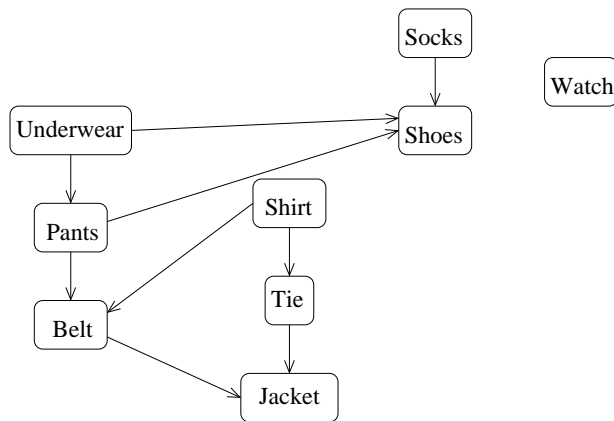 Socks
Watch
Underwear
Shoes
Shirt
Pants
Tie
Belt
Jacket